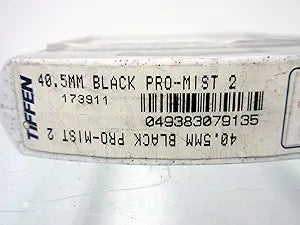 TIFFEN
40.5MM BLACK PRO-MIST 2
173911
049383079135
40.5MM BLACK PRO-MIST 2